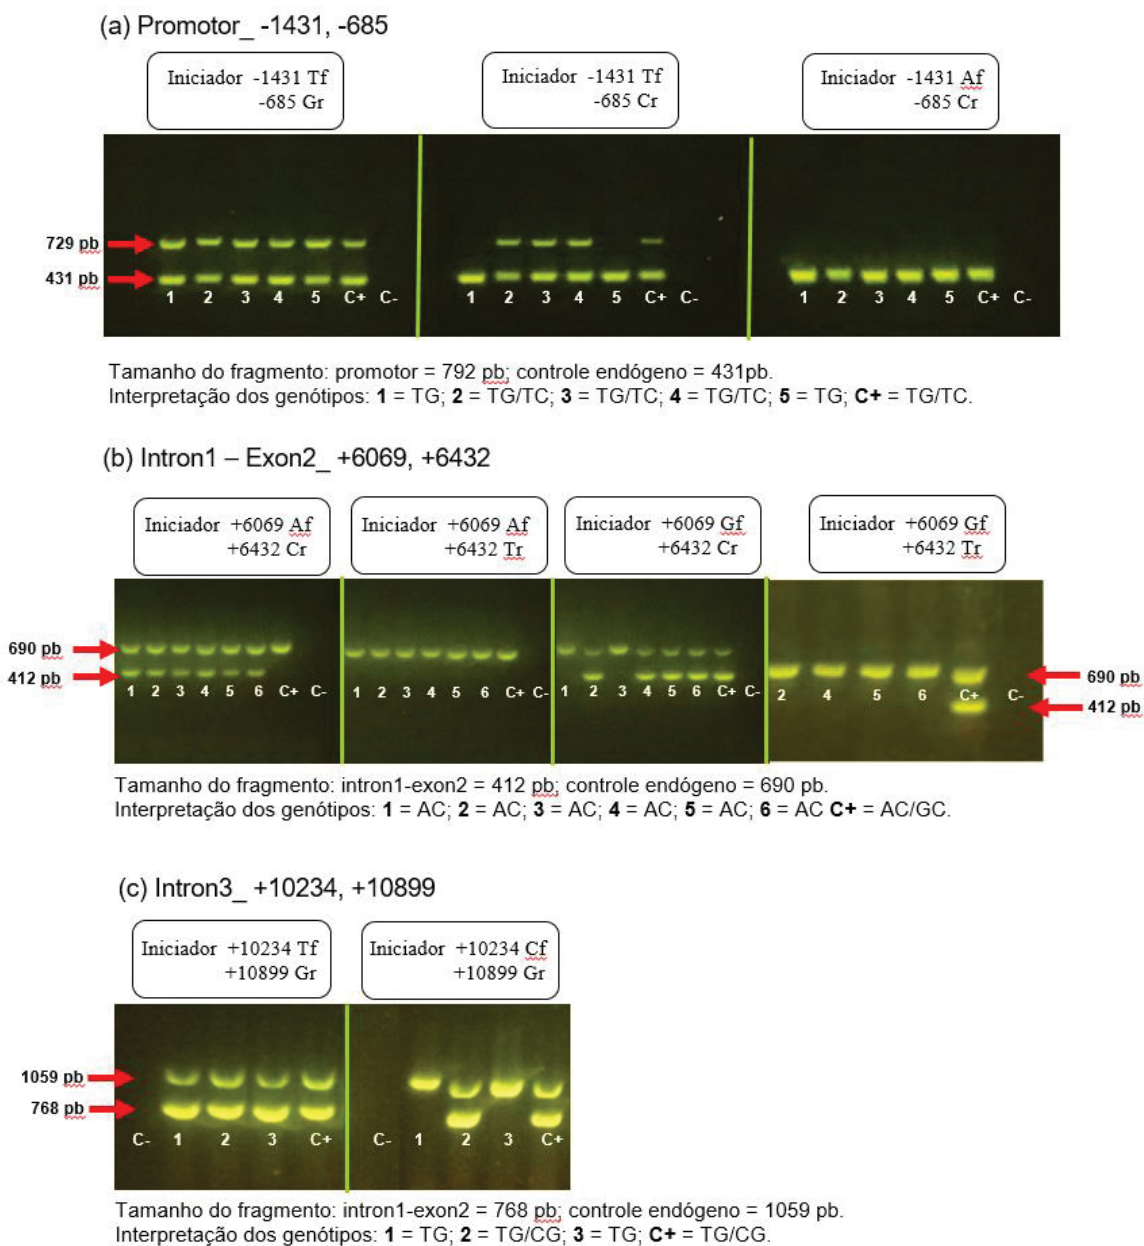 (a) Promotor_ -1431, -685
Iniciador -1431 Tf
-685 Gr
Iniciador -1431 Tf
-685 Cr
Iniciador -1431 Af
-685 Cr
729 pb
431 pb
1 2 3 4 5 C+ C-
1 2 3 4 5 C+ C-
1 2 3 4 5 C+ C-
Tamanho do fragmento: promotor = 792 pb; controle endógeno = 431pb.
Interpretação dos genótipos: 1 = TG; 2 = TG/TC; 3 = TG/TC; 4 = TG/TC; 5 = TG; C+ = TG/TC.
(b) Intron1 – Exon2_ +6069, +6432
Iniciador +6069 Af
+6432 Cr
Iniciador +6069 Af
+6432 Tr
Iniciador +6069 Gf
+6432 Cr
Iniciador +6069 Gf
+6432 Tr
690 pb
412 pb
1 2 3 4 5 6 C+ C-
1 2 3 4 5 6 C+ C-
1 2 3 4 5 6 C+ C-
2 4 5 6 C+ C-
690 pb
412 pb
Tamanho do fragmento: intron1-exon2 = 412 pb; controle endógeno = 690 pb.
Interpretação dos genótipos: 1 = AC; 2 = AC; 3 = AC; 4 = AC; 5 = AC; 6 = AC C+ = AC/GC.
(c) Intron3_ +10234, +10899
Iniciador +10234 Tf
+10899 Gr
Iniciador +10234 Cf
+10899 Gr
1059 pb
768 pb
C- 1 2 3 C+
C- 1 2 3 C+
Tamanho do fragmento: intron1-exon2 = 768 pb; controle endógeno = 1059 pb.
Interpretação dos genótipos: 1 = TG; 2 = TG/CG; 3 = TG; C+ = TG/CG.